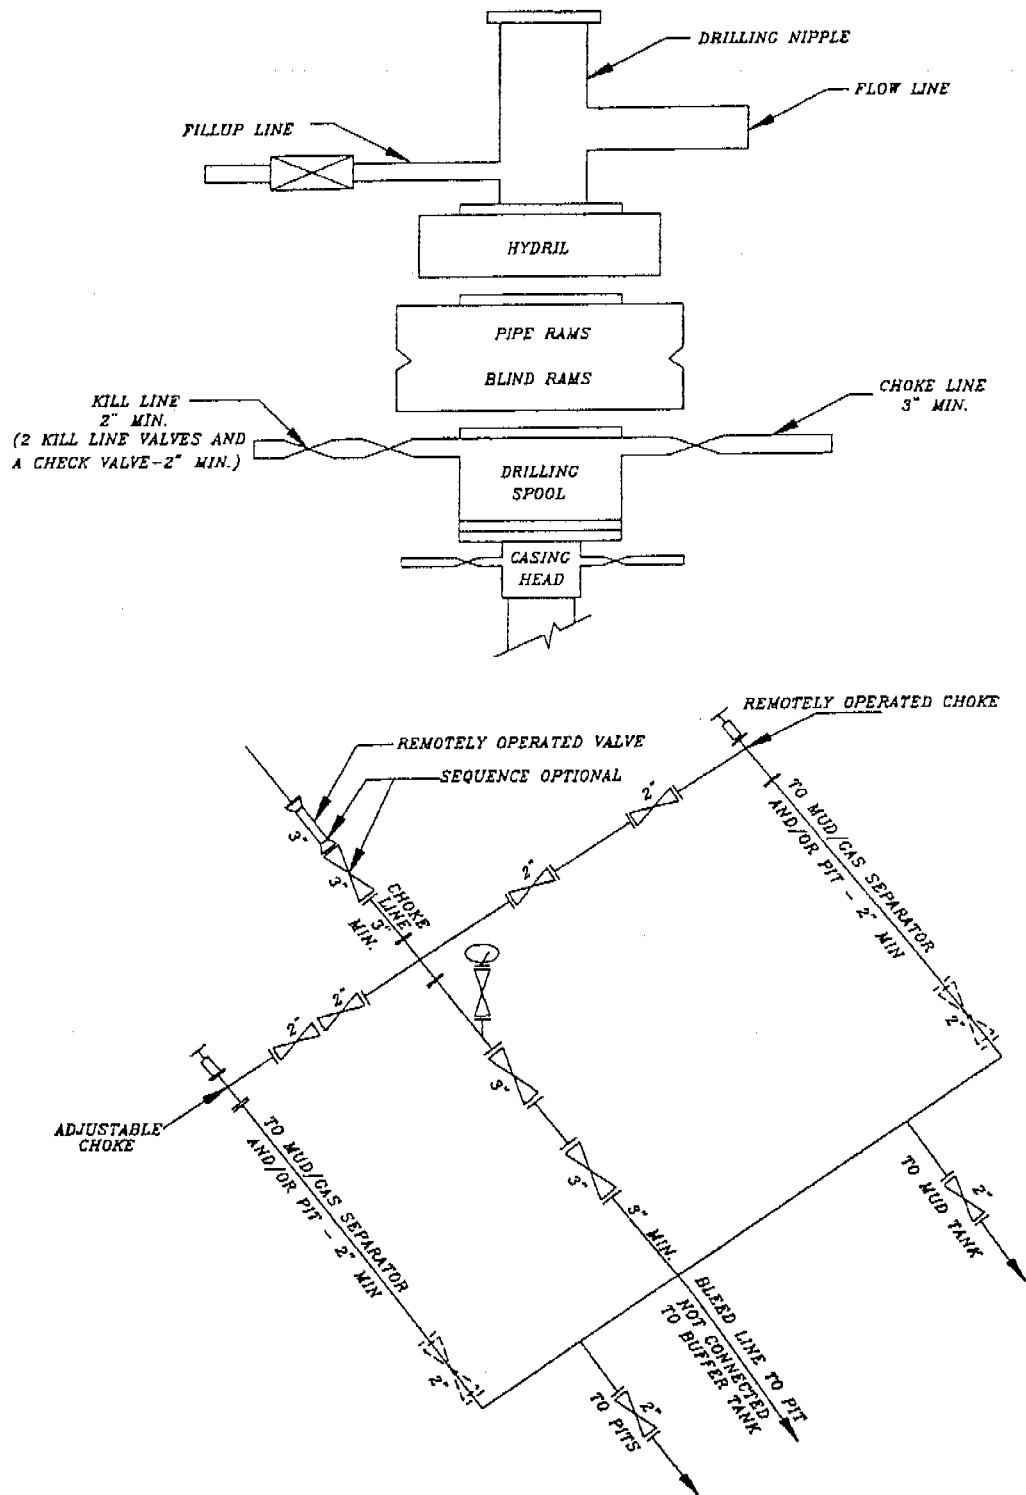 DRILLING NIPPLE
FLOW LINE
FILLUP LINE
HYDRIL
PIPE RAMS
BLIND RAMS
KILL LINE
2" MIN.
(2 KILL LINE VALVES AND
A CHECK VALVE-2" MIN.)
CHOKE LINE
3" MIN.
DRILLING
SPOOL
CASING
HEAD
REMOTELY OPERATED CHOKE
REMOTELY OPERATED VALVE
SEQUENCE OPTIONAL
3"
3"
CHOKE
LINE
3"
MIN.
2"
2"
TO MUD/GAS SEPARATOR
AND/OR PIT - 2" MIN
2"
2"
2"
ADJUSTABLE
CHOKE
TO MUD/GAS SEPARATOR
AND/OR PIT - 2" MIN
2"
3"
3"
3" MIN.
2"
TO MUD TANK
BLEED LINE TO PIT
NOT CONNECTED
TO BUFFER TANK
2"
TO PITS